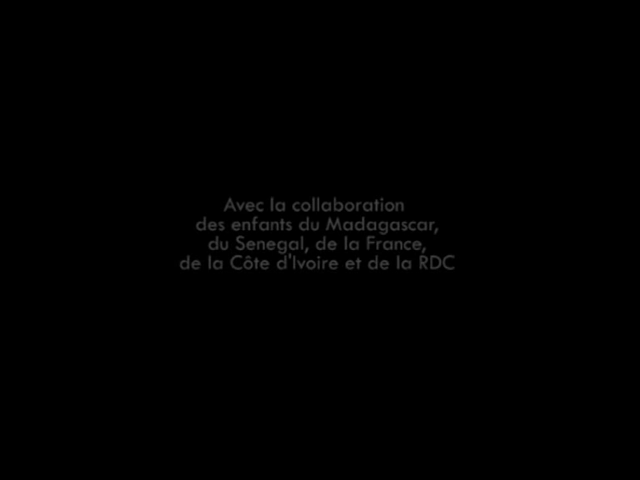 Avec la collaboration
des enfants du Madagascar,
du Senegal, de la France,
de la Côte d'Ivoire et de la RDC